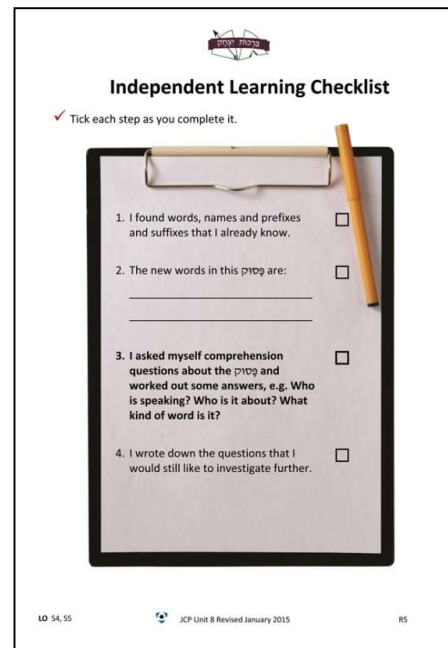 ברכות יצחק
Independent Learning Checklist
Tick each step as you complete it.
1. I found words, names and prefixes
and suffixes that I already know.
2. The new words in this פָּסוּק are:
3. I asked myself comprehension
questions about the פָּסוּק and
worked out some answers, e.g. Who
is speaking? Who is it about? What
kind of word is it?
4. I wrote down the questions that I
would still like to investigate further.
LO S4, S5 JCP Unit 8 Revised January 2015 R5